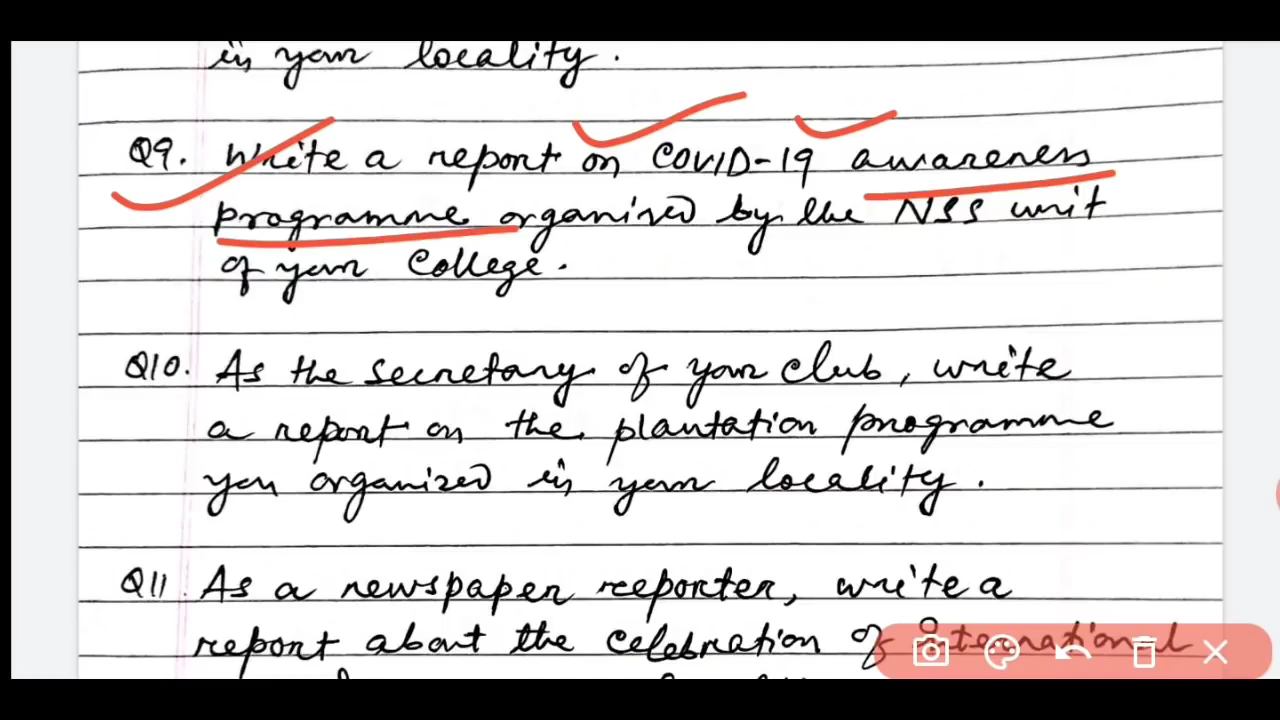 in your locality.
Q9. Write a report on COVID-19 awareness
programme organised by the NSS unit
of your College.
Q10. As the secretary of your club, write
a report on the plantation programme
you organized in your locality.
Q11. As a newspaper reporter, write a
report about the celebration of international